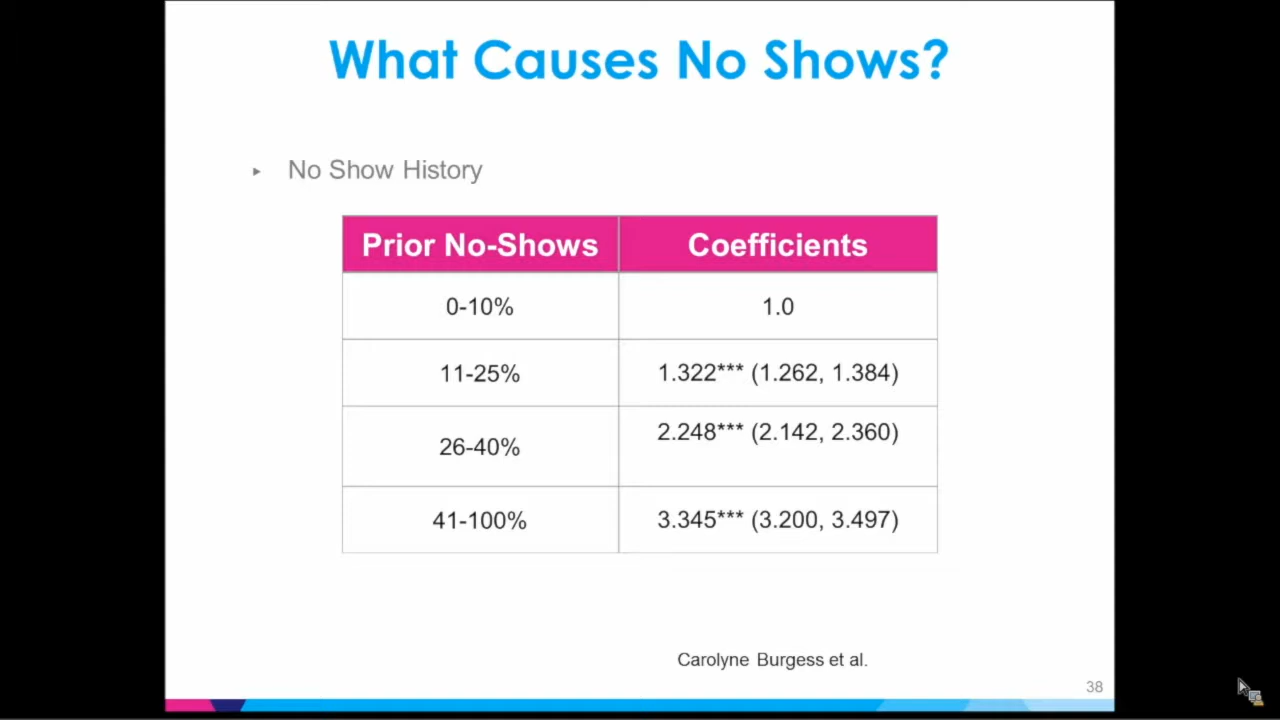 What Causes No Shows?
▸ No Show History
Prior No-Shows Coefficients
0-10% 1.0
11-25% 1.322*** (1.262, 1.384)
26-40% 2.248*** (2.142, 2.360)
41-100% 3.345*** (3.200, 3.497)
Carolyne Burgess et al.
38